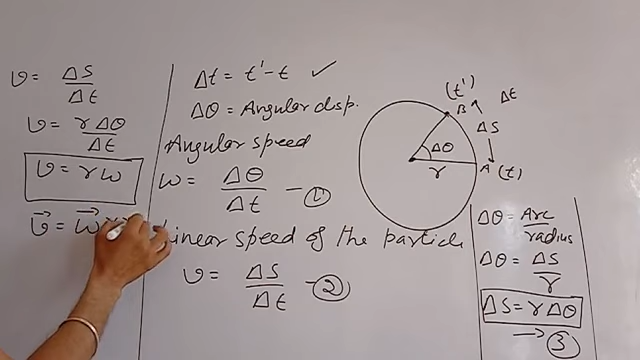 v = Δs/Δt
v = rΔθ/Δt
v = rω
v⃗ = ω⃗ ×
Δt = t'-t ✓
Δθ = Angular disp.
Angular speed
ω = Δθ/Δt — ①
Linear speed of the particle
v = Δs/Δt — ②
(t')
B
Δt
Δs
Δθ
r
A (t)
Δθ = Arc/radius
Δθ = Δs/r
Δs = rΔθ
→ ③